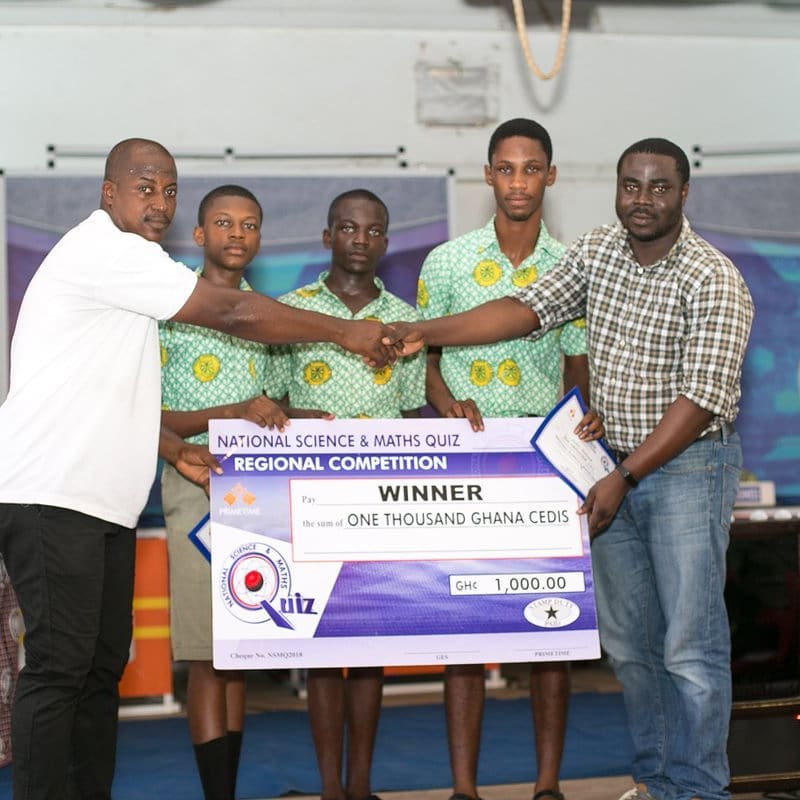 NATIONAL SCIENCE & MATHS QUIZ
REGIONAL COMPETITION
PRIMETIME
Pay WINNER
the sum of ONE THOUSAND GHANA CEDIS
GH¢ 1,000.00
NATIONAL SCIENCE & MATHS
Quiz
STAMP DUTY
PAID
Cheque No. NSMQ2018
GES
PRIMETIME